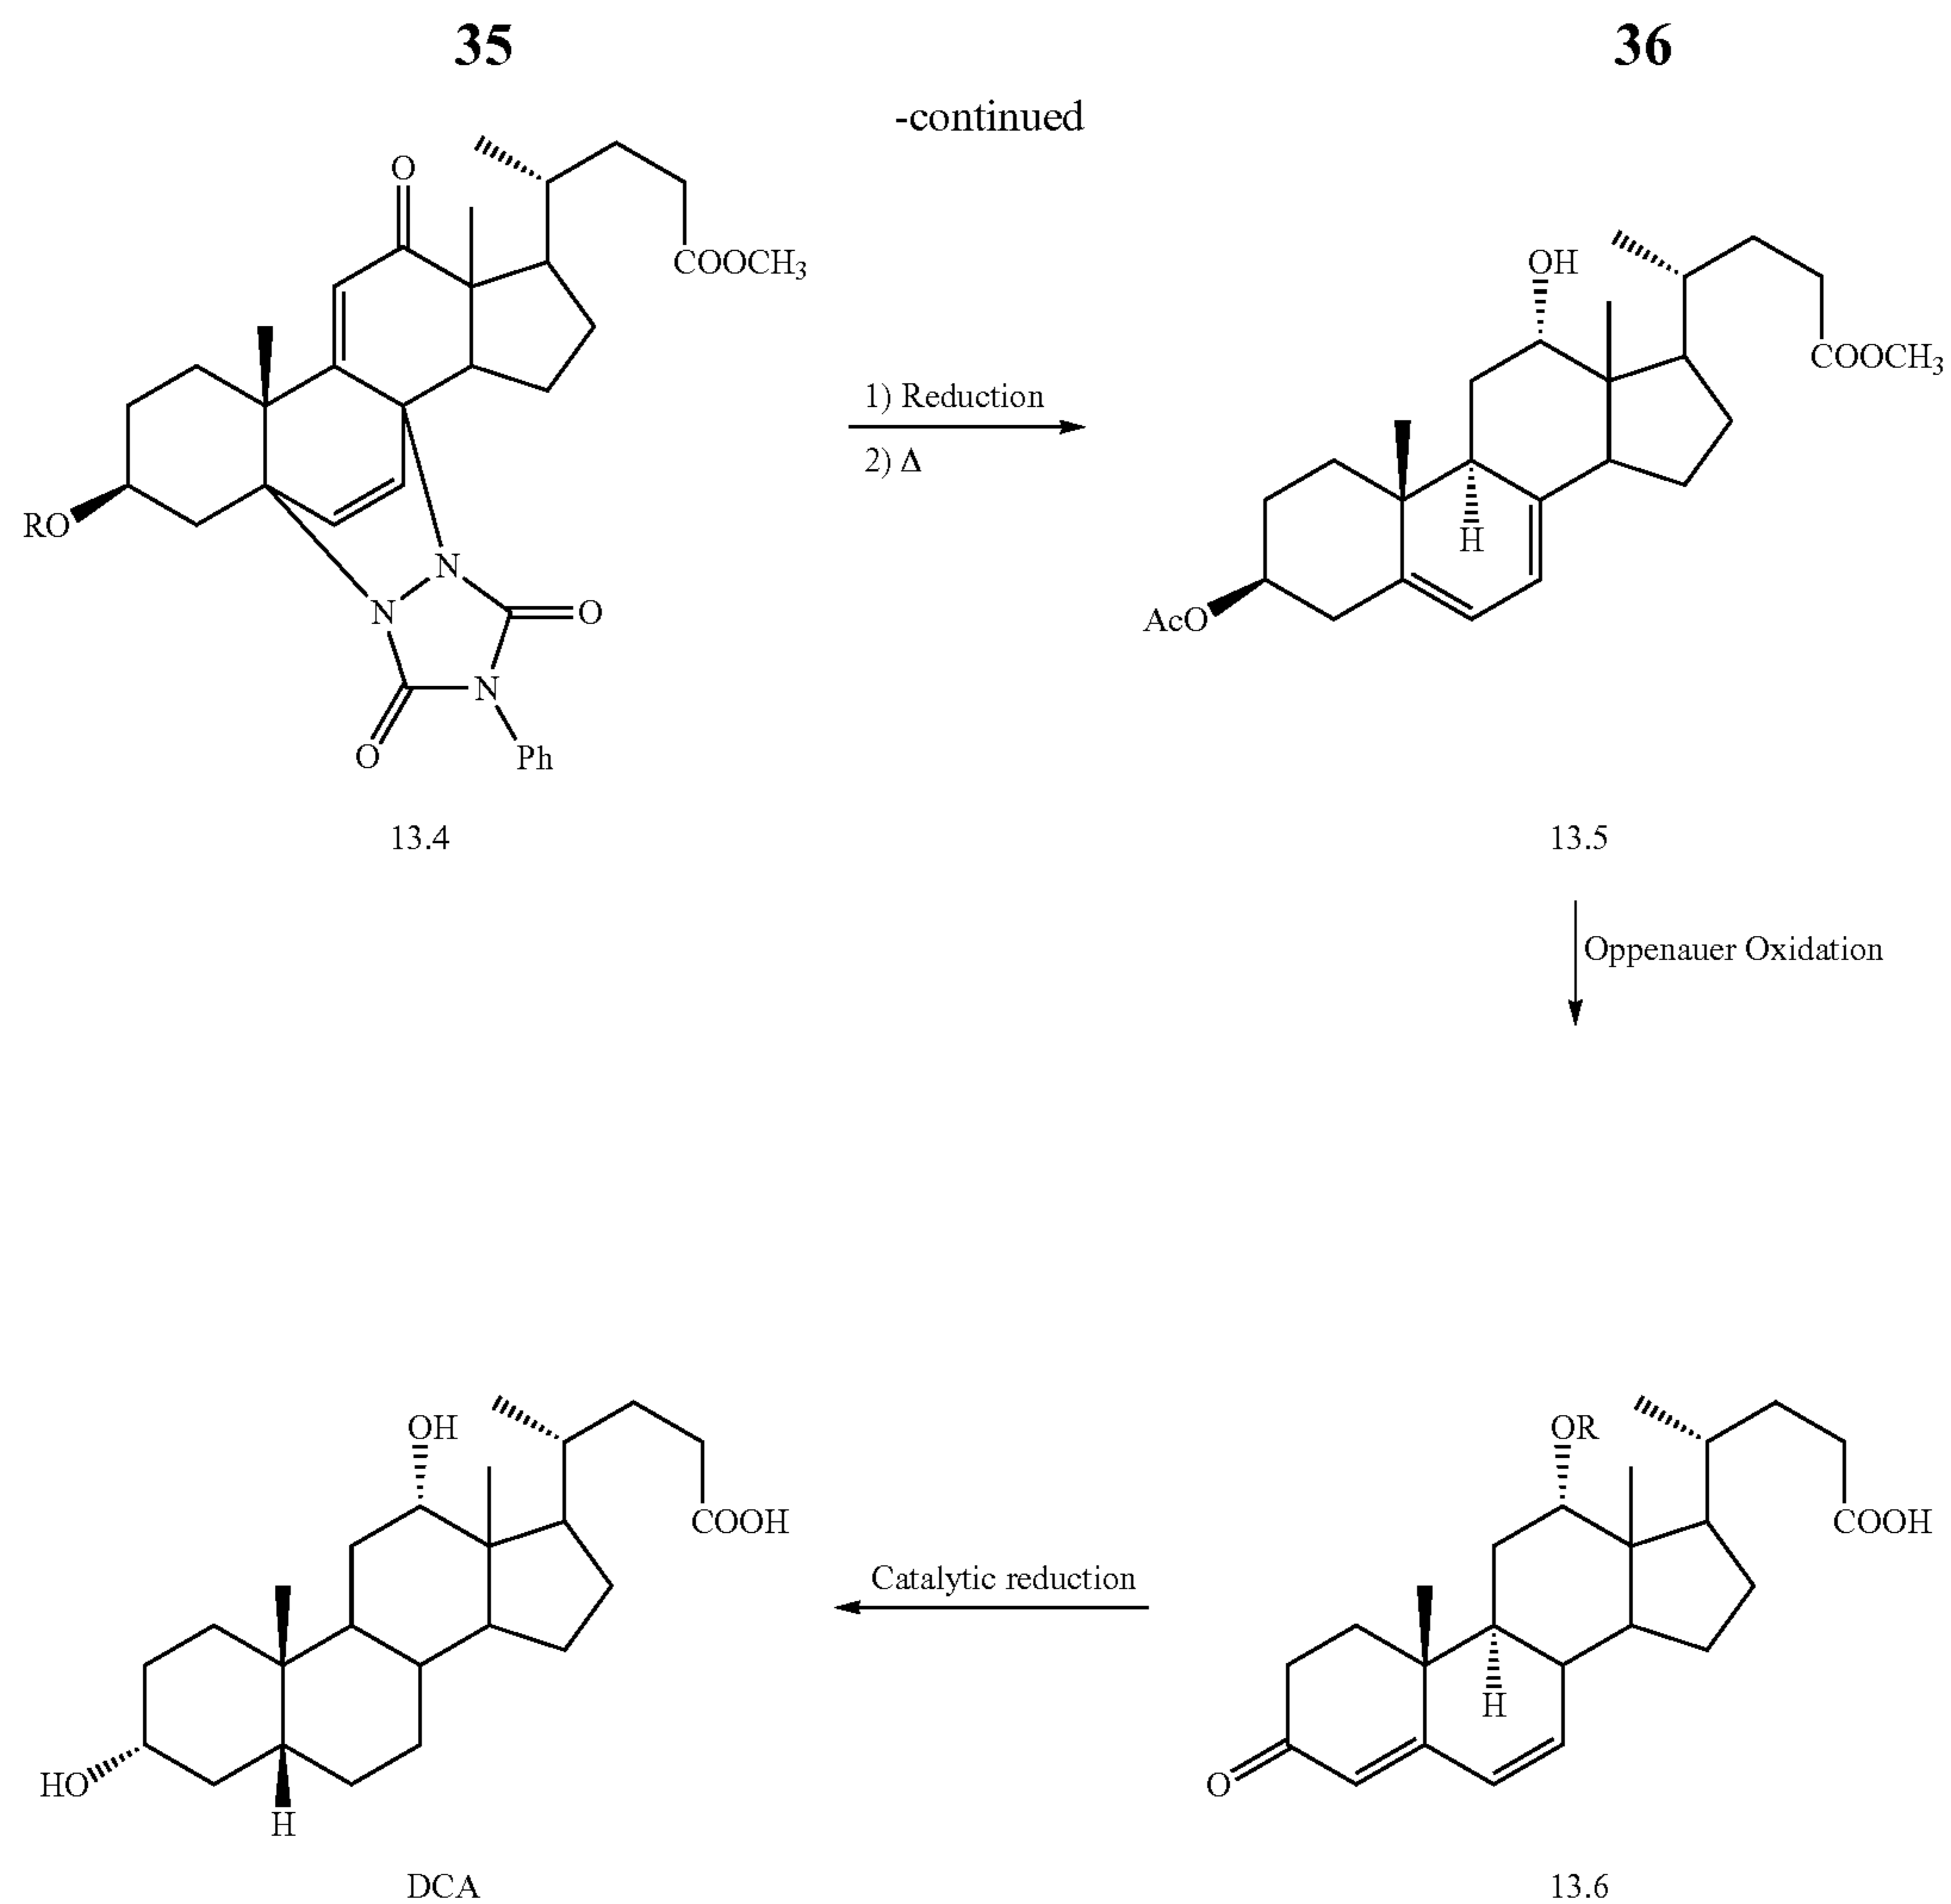 35
36
-continued
O
COOCH3
RO
N
N
O
N
O
Ph
13.4
1) Reduction
2) Δ
OH
COOCH3
H
AcO
13.5
Oppenauer Oxidation
OH
COOH
HO
H
DCA
Catalytic reduction
OR
COOH
H
O
13.6